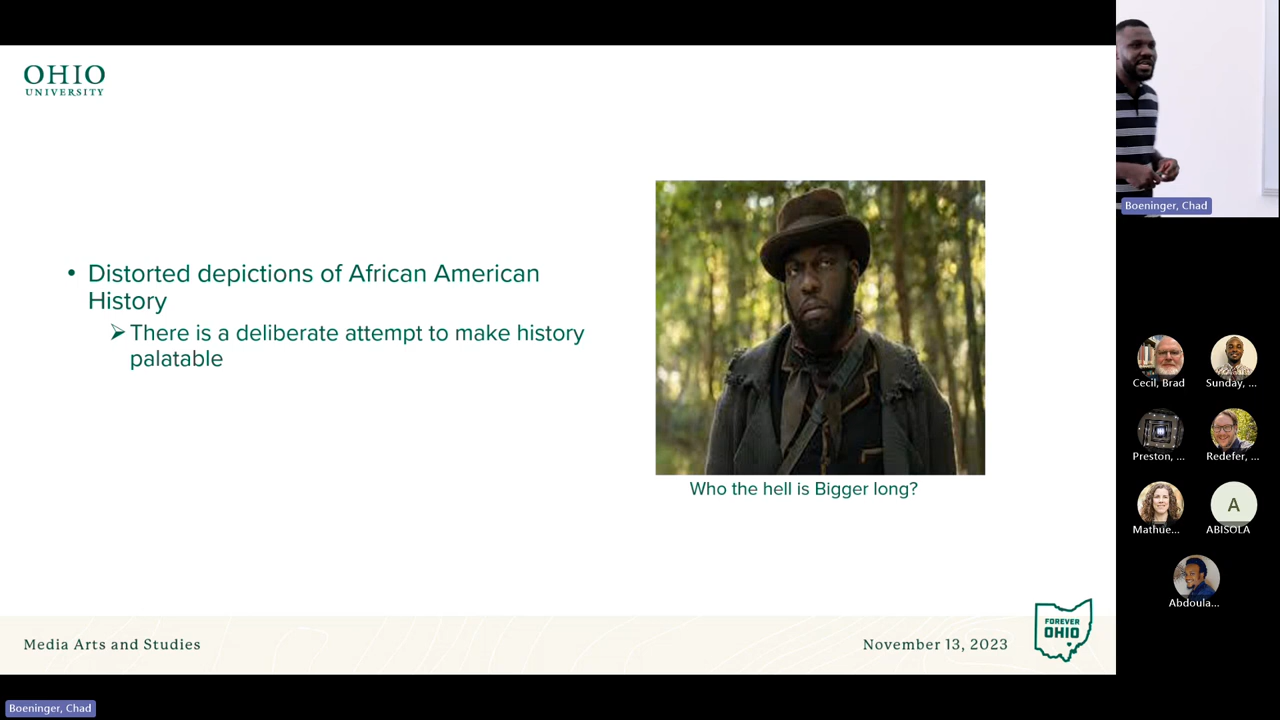 OHIO
UNIVERSITY
• Distorted depictions of African American
History
➢ There is a deliberate attempt to make history
palatable
Who the hell is Bigger long?
Media Arts and Studies
November 13, 2023
FOREVER
OHIO
Boeninger, Chad
Cecil, Brad
Sunday, ...
Preston, ...
Redefer, ...
Mathue...
A
ABISOLA
Abdoula...
Boeninger, Chad